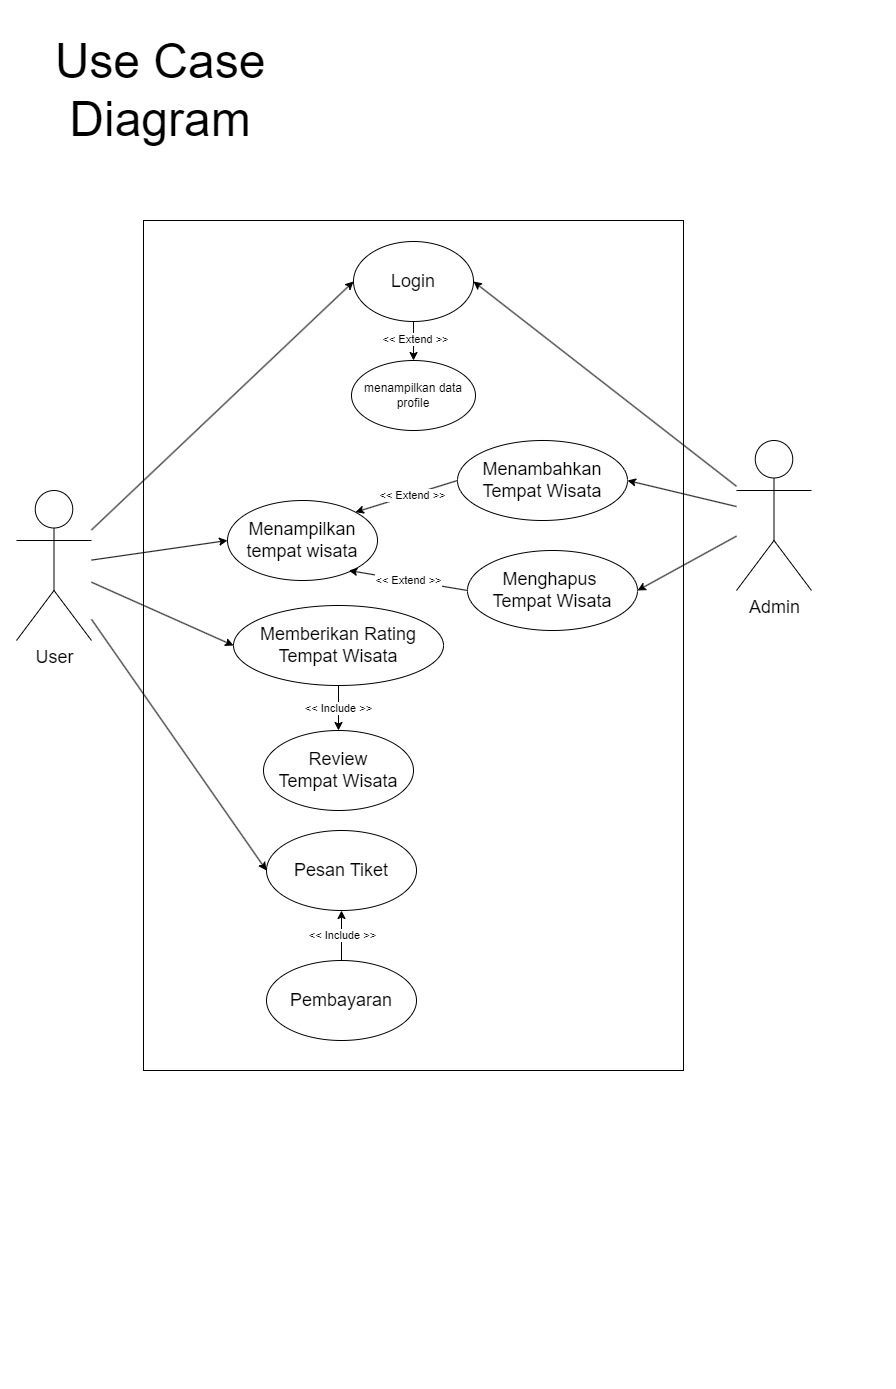 Use Case
Diagram
Login
<< Extend >>
menampilkan data
profile
Menambahkan
Tempat Wisata
<< Extend >>
Menampilkan
tempat wisata
<< Extend >>
Menghapus
Tempat Wisata
Admin
Memberikan Rating
Tempat Wisata
User
<< Include >>
Review
Tempat Wisata
Pesan Tiket
<< Include >>
Pembayaran